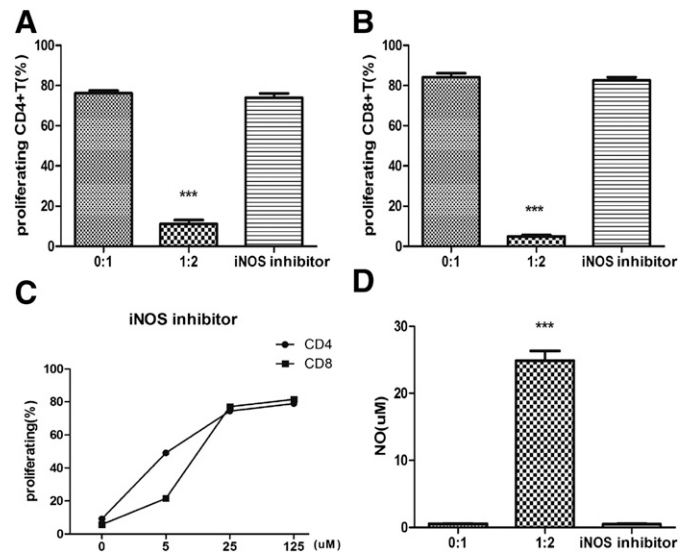 A
proliferating CD4+T(%)
100
80
60
40
20
0
***
0:1 1:2 iNOS inhibitor
B
proliferating CD8+T(%)
100
80
60
40
20
0
***
0:1 1:2 iNOS inhibitor
C
iNOS inhibitor
CD4
CD8
proliferating(%)
100
80
60
40
20
0
0 5 25 125 (uM)
D
NO(uM)
30
20
10
0
***
0:1 1:2 iNOS inhibitor